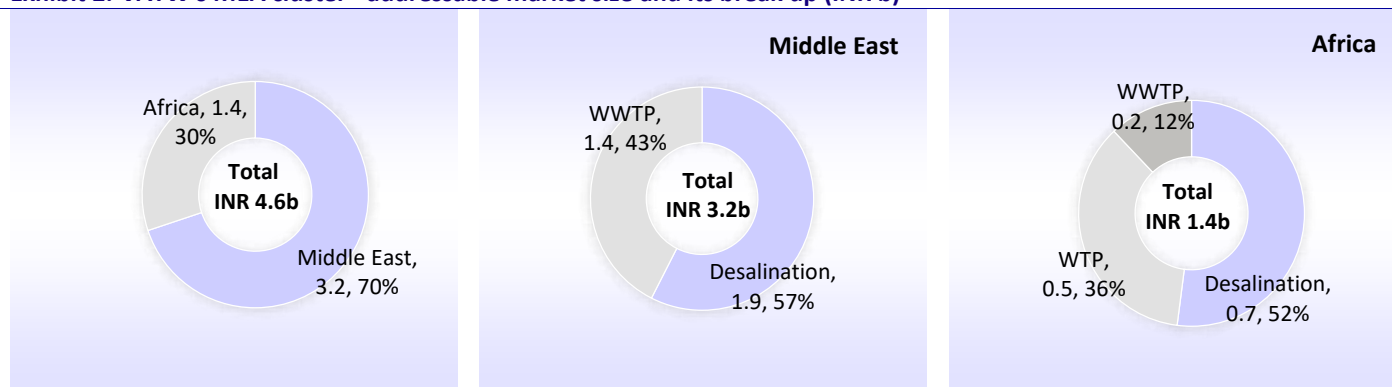 Africa, 1.4,
30%
Total
INR 4.6b
Middle East,
3.2, 70%
Middle East
WWTP,
1.4, 43%
Total
INR 3.2b
Desalination,
1.9, 57%
Africa
WWTP,
0.2, 12%
Total
INR 1.4b
WTP,
0.5, 36%
Desalination,
0.7, 52%